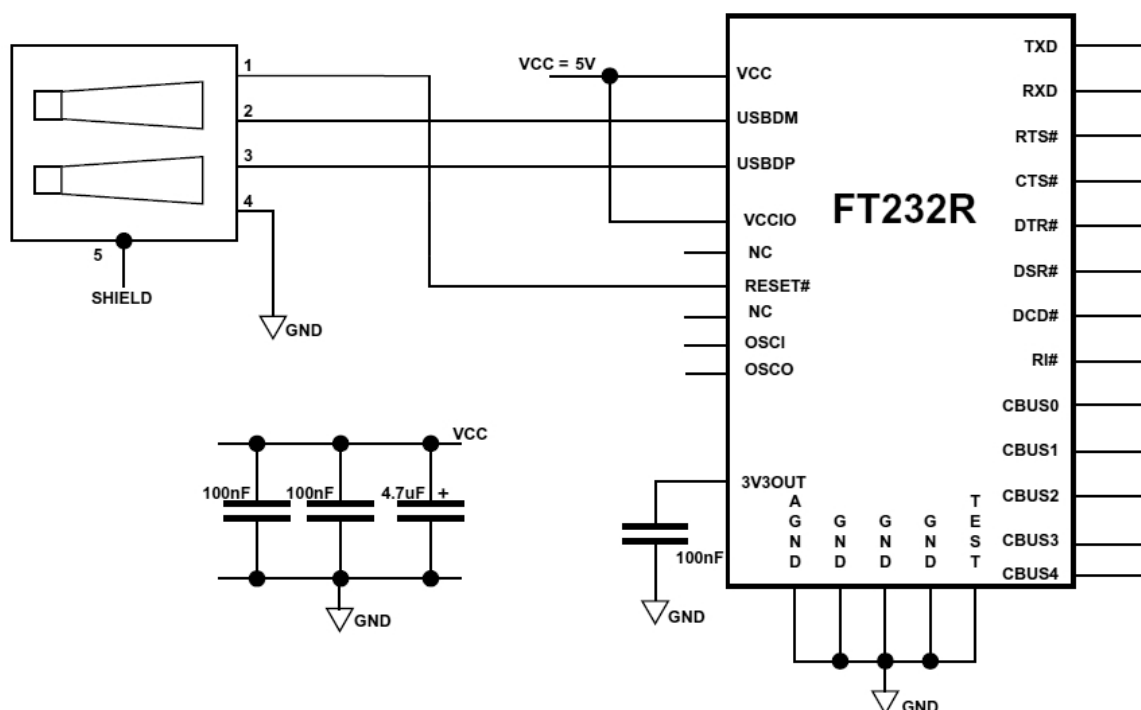 1
2
3
4
5
SHIELD
GND
VCC = 5V
VCC
USBDM
USBDP
VCCIO
NC
RESET#
NC
OSCI
OSCO
3V3OUT
100nF
GND
FT232R
TXD
RXD
RTS#
CTS#
DTR#
DSR#
DCD#
RI#
CBUS0
CBUS1
CBUS2
CBUS3
CBUS4
AGND
GND
GND
GND
TEST
GND
VCC
100nF
100nF
4.7uF +
GND